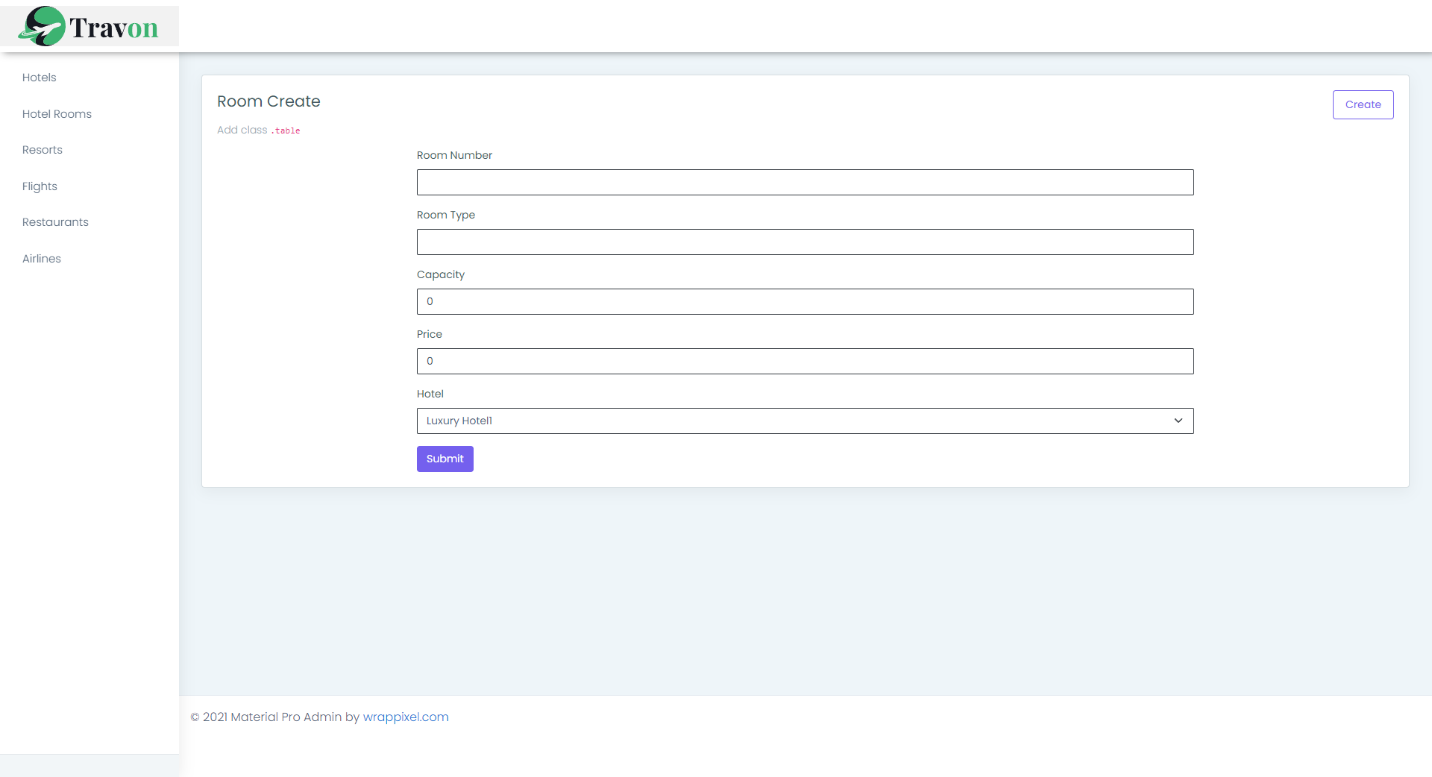 Travon
Hotels
Hotel Rooms
Resorts
Flights
Restaurants
Airlines
Room Create
Create
Add class .table
Room Number
Room Type
Capacity
0
Price
0
Hotel
Luxury Hotel1
Submit
© 2021 Material Pro Admin by wrappixel.com